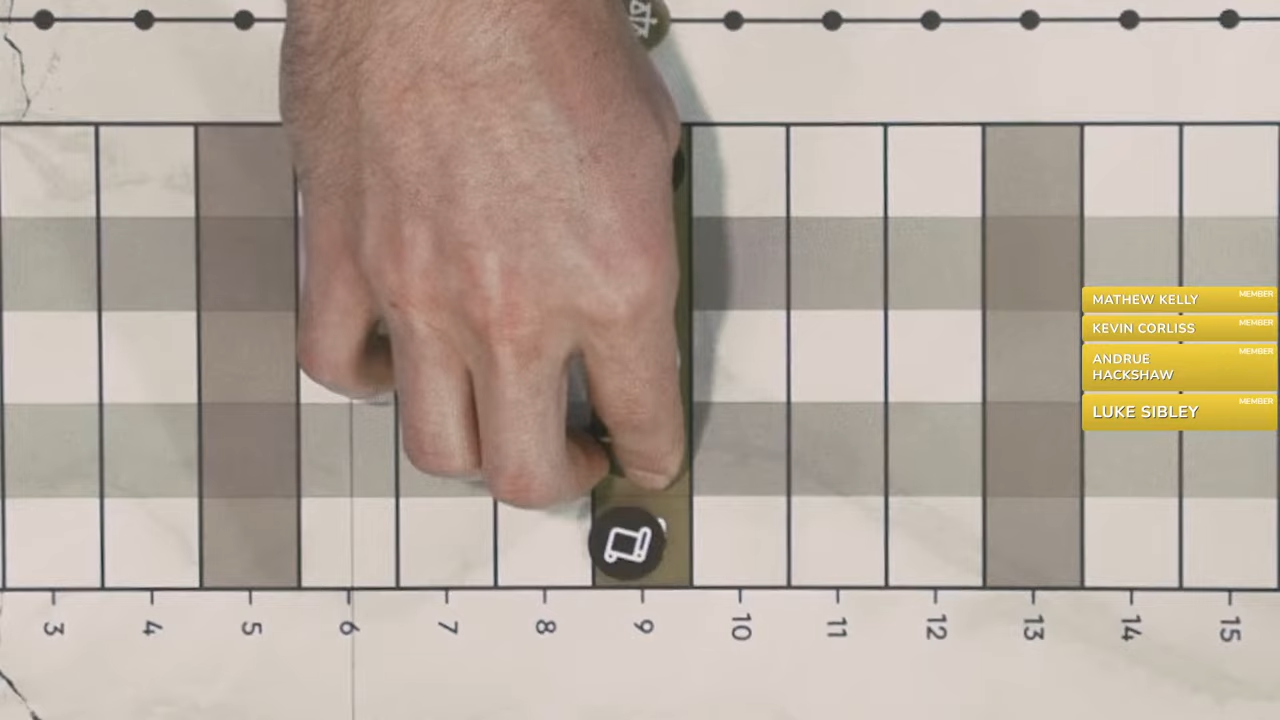 MATHEW KELLY MEMBER
KEVIN CORLISS MEMBER
ANDRUE MEMBER
HACKSHAW
LUKE SIBLEY MEMBER
3 4 5 6 7 8 9 10 11 12 13 14 15